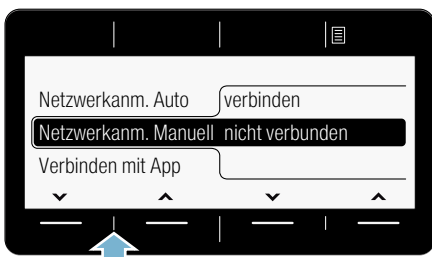 Netzwerkanm. Auto verbinden
Netzwerkanm. Manuell nicht verbunden
Verbinden mit App